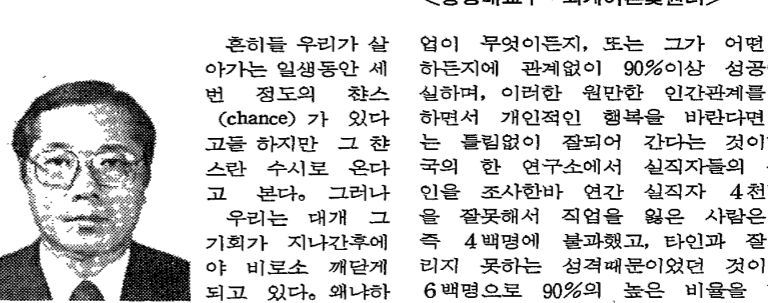 흔히들 우리가 살
아가는 일생동안 세
번 정도의 챤스
(chance) 가 있다
고들 하지만 그 챤
스란 수시로 온다
고 본다. 그러나
우리는 대개 그
기회가 지나간후에
야 비로소 깨닫게
되고 있다. 왜냐하
업이 무엇이든지, 또는 그가 어떤
하든지에 관계없이 90%이상 성공
실하며, 이러한 원만한 인간관계를
하면서 개인적인 행복을 바란다면
는 틀림없이 잘되어 간다는 것이
국의 한 연구소에서 실직자들의
인을 조사한바 연간 실직자 4천
을 잘못해서 직업을 잃은 사람은
즉 4백명에 불과했고, 타인과 잘
리지 못하는 성격때문이었던 것이
6백명으로 90%의 높은 비율을